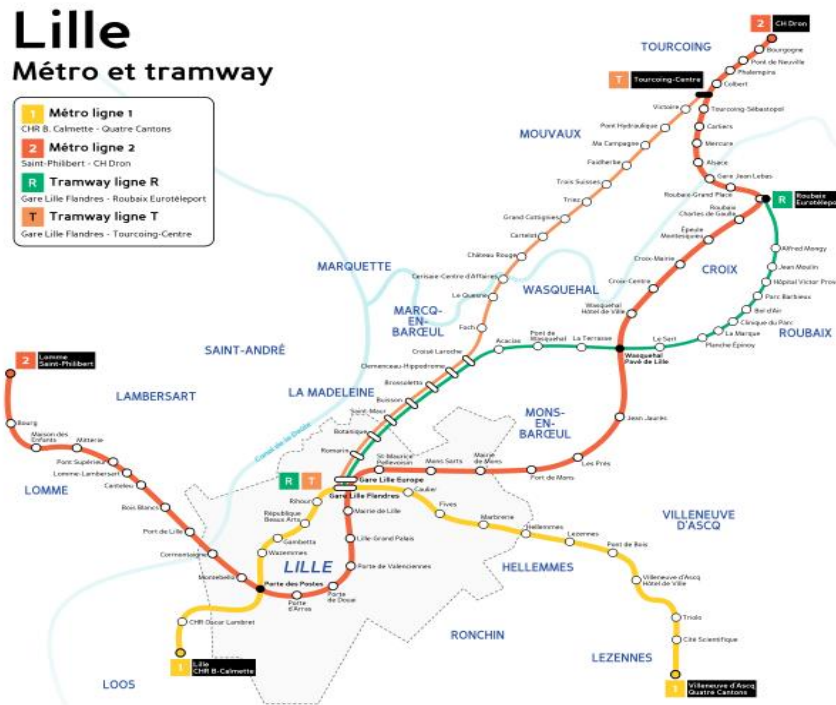 Lille
Métro et tramway
1 Métro ligne 1
CHR B. Calmette - Quatre Cantons
2 Métro ligne 2
Saint-Philibert - CH Dron
R Tramway ligne R
Gare Lille Flandres - Roubaix Eurotéléport
T Tramway ligne T
Gare Lille Flandres - Tourcoing-Centre
2 CH Dron
TOURCOING
Bourgogne
Pont de Neuville
Phalempins
Colbert
T Tourcoing-Centre
Victoire
Tourcoing-Sébastopol
Pont Hydraulique
Carliers
MOUVAUX
Ma Campagne
Mercure
Faidherbe
Alsace
Trois Suisses
Gare Jean Lebas
Triez
Roubaix-Grand Place
R Roubaix
Eurotéléport
Grand Cottignies
Roubaix
Charles de Gaulle
Cartelot
Épeule
Montesquieu
Alfred Mongy
Château Rouge
Croix-Mairie
CROIX
Jean Moulin
MARQUETTE
Cerisaie-Centre d'Affaires
WASQUEHAL
Croix-Centre
Hôpital Victor Prov
Le Quesne
Parc Barbieux
MARCQ-
EN-
BARŒUL
Wasquehal
Hôtel de Ville
Bol d'Air
Foch
Clinique du Parc
ROUBAIX
Croisé Laroche
Acacias
Pont de
Wasquehal
La Terrasse
Le Sart
La Marque
Planche Épinoy
SAINT-ANDRÉ
Wasquehal
Pavé de Lille
2 Lomme
Saint-Philibert
Clemenceau-Hippodrome
Brossolette
LAMBERSART
LA MADELEINE
Buisson
Saint-Maur
MONS-
EN-
BARŒUL
Jean Jaurès
Bourg
Botanique
Canal de la Deûle
Maison des
Enfants
Mitterie
Romarin
St-Maurice
Pellevoisin
Mons Sarts
Mairie
de Mons
Les Prés
Pont Supérieur
Lomme-Lambersart
Fort de Mons
LOMME
Canteleu
R T
Gare Lille Europe
Gare Lille Flandres
Caulier
Bois Blancs
Rihour
Mairie de Lille
Fives
VILLENEUVE
D'ASCQ
République
Beaux Arts
Marbrerie
Port de Lille
Gambetta
Lille-Grand Palais
Hellemmes
Lezennes
Cormontaigne
Wazemmes
Pont de Bois
LILLE
Porte de Valenciennes
HELLEMMES
Montebello
Porte des Postes
Villeneuve d'Ascq
Hôtel de Ville
Porte
d'Arras
Porte
de Douai
CHR Oscar Lambret
Triolo
RONCHIN
Cité Scientifique
1 Lille
CHR B-Calmette
LEZENNES
LOOS
1 Villeneuve d'Ascq
Quatre Cantons